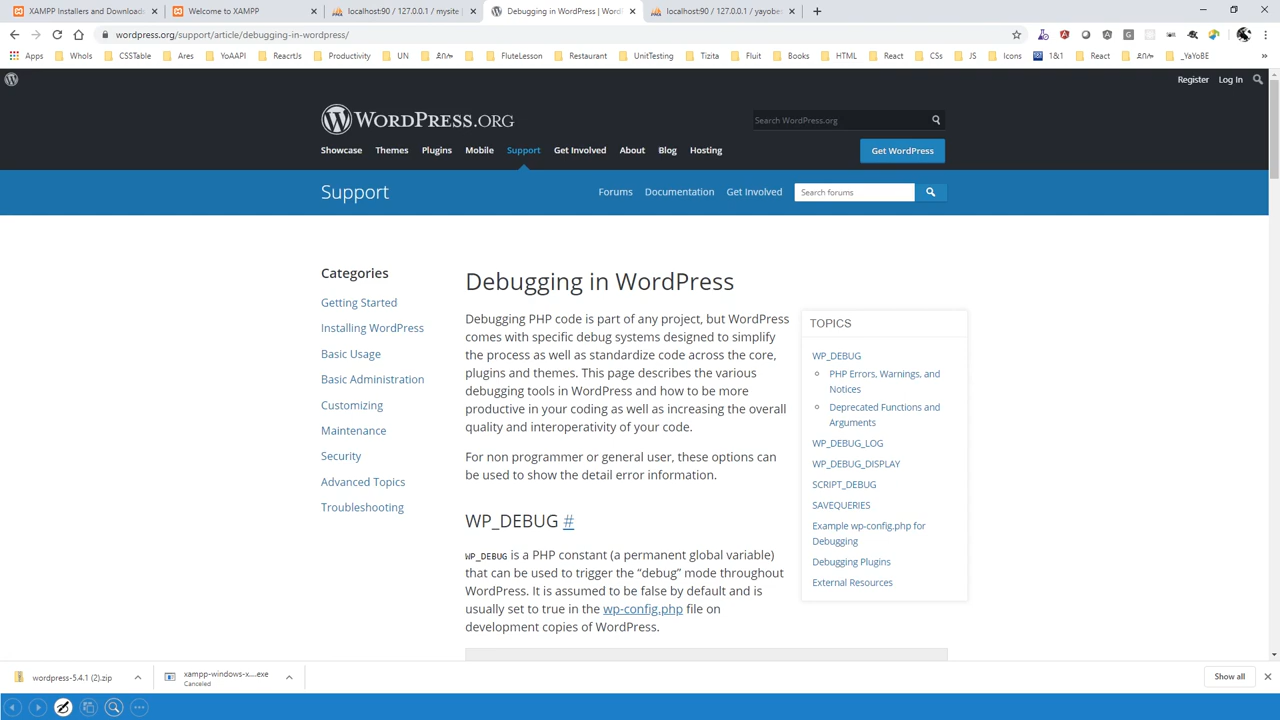 XAMPP Installers and Download
Welcome to XAMPP
localhost:90 / 127.0.0.1 / mysite
Debugging in WordPress | Word
localhost:90 / 127.0.0.1 / yayobe
wordpress.org/support/article/debugging-in-wordpress/
Apps
WhoIs
CSSTable
Ares
YoAAPI
ReactJs
Productivity
UN
FluteLesson
Restaurant
UnitTesting
Tizita
Fluit
Books
HTML
React
CSs
JS
Icons
1&1
React
_YaYoBE
Register
Log In
WORDPRESS.ORG
Search WordPress.org
Showcase
Themes
Plugins
Mobile
Support
Get Involved
About
Blog
Hosting
Get WordPress
Support
Forums
Documentation
Get Involved
Search forums
Categories
Getting Started
Installing WordPress
Basic Usage
Basic Administration
Customizing
Maintenance
Security
Advanced Topics
Troubleshooting
Debugging in WordPress
Debugging PHP code is part of any project, but WordPress
comes with specific debug systems designed to simplify
the process as well as standardize code across the core,
plugins and themes. This page describes the various
debugging tools in WordPress and how to be more
productive in your coding as well as increasing the overall
quality and interoperativity of your code.
For non programmer or general user, these options can
be used to show the detail error information.
WP_DEBUG #
WP_DEBUG is a PHP constant (a permanent global variable)
that can be used to trigger the “debug” mode throughout
WordPress. It is assumed to be false by default and is
usually set to true in the wp-config.php file on
development copies of WordPress.
TOPICS
WP_DEBUG
PHP Errors, Warnings, and
Notices
Deprecated Functions and
Arguments
WP_DEBUG_LOG
WP_DEBUG_DISPLAY
SCRIPT_DEBUG
SAVEQUERIES
Example wp-config.php for
Debugging
Debugging Plugins
External Resources
wordpress-5.4.1 (2).zip
xampp-windows-x....exe
Canceled
Show all